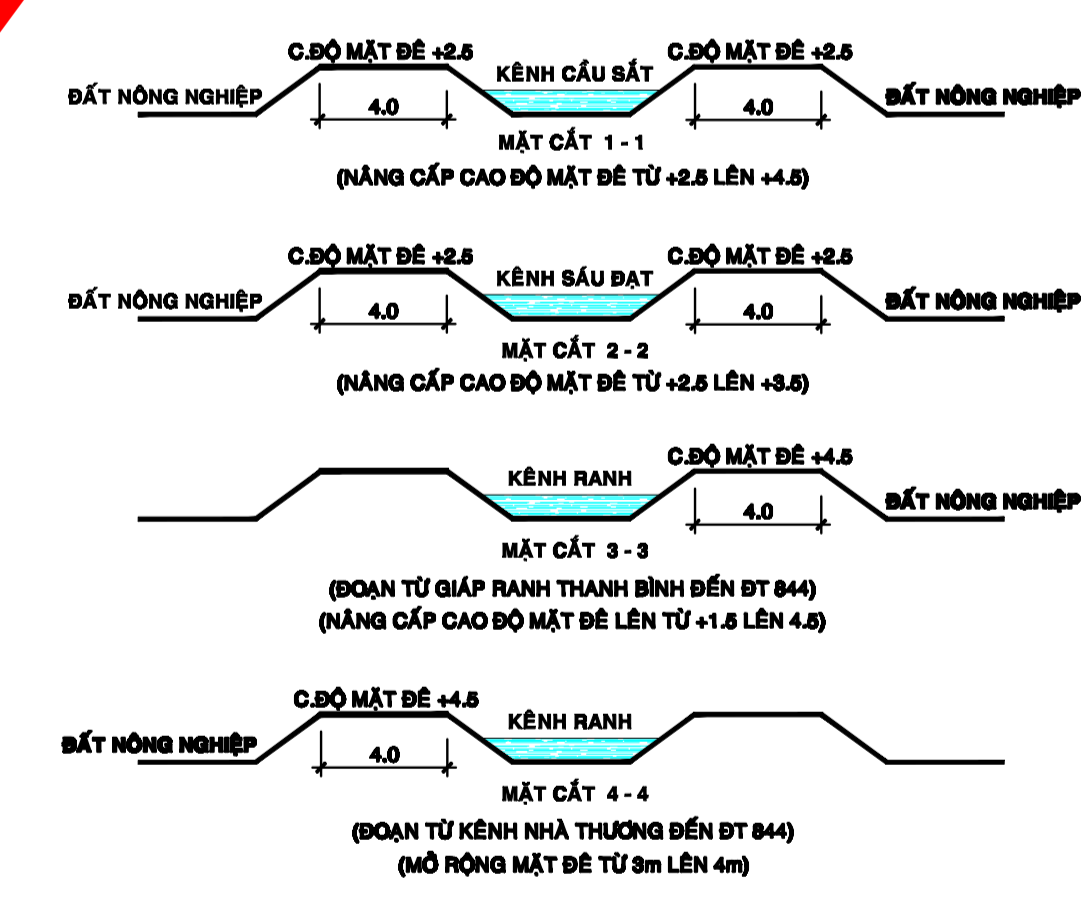 C.ĐỘ MẶT ĐÊ +2.5 C.ĐỘ MẶT ĐÊ +2.5
KÊNH CẦU SẮT
ĐẤT NÔNG NGHIỆP ĐẤT NÔNG NGHIỆP
4.0 4.0
MẶT CẮT 1 - 1
(NÂNG CẤP CAO ĐỘ MẶT ĐÊ TỪ +2.5 LÊN +4.5)
C.ĐỘ MẶT ĐÊ +2.5 C.ĐỘ MẶT ĐÊ +2.5
KÊNH SÁU ĐẠT
ĐẤT NÔNG NGHIỆP ĐẤT NÔNG NGHIỆP
4.0 4.0
MẶT CẮT 2 - 2
(NÂNG CẤP CAO ĐỘ MẶT ĐÊ TỪ +2.5 LÊN +3.5)
C.ĐỘ MẶT ĐÊ +4.5
KÊNH RANH
ĐẤT NÔNG NGHIỆP
4.0
MẶT CẮT 3 - 3
(ĐOẠN TỪ GIÁP RANH THANH BÌNH ĐẾN ĐT 844)
(NÂNG CẤP CAO ĐỘ MẶT ĐÊ LÊN TỪ +1.5 LÊN 4.5)
C.ĐỘ MẶT ĐÊ +4.5
KÊNH RANH
ĐẤT NÔNG NGHIỆP
4.0
MẶT CẮT 4 - 4
(ĐOẠN TỪ KÊNH NHÀ THƯƠNG ĐẾN ĐT 844)
(MỞ RỘNG MẶT ĐÊ TỪ 3m LÊN 4m)